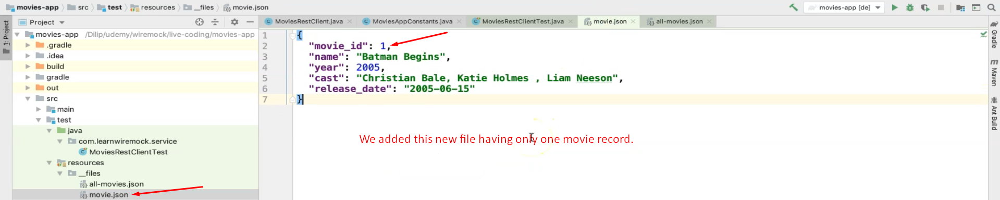 movies-app src test resources __files movie.json movies-app [de]
Project MoviesRestClient.java MoviesAppConstants.java MoviesRestClientTest.java movie.json all-movies.json
1: Project
movies-app /Dilip/udemy/wiremock/live-coding/movies-app
.gradle
.idea
build
gradle
out
src
main
test
java
com.learnwiremock.service
MoviesRestClientTest
resources
__files
all-movies.json
movie.json
1 {
2 "movie_id": 1,
3 "name": "Batman Begins",
4 "year": 2005,
5 "cast": "Christian Bale, Katie Holmes , Liam Neeson",
6 "release_date": "2005-06-15"
7 }
We added this new file having only one movie record.
Gradle
m Maven
Ant Build